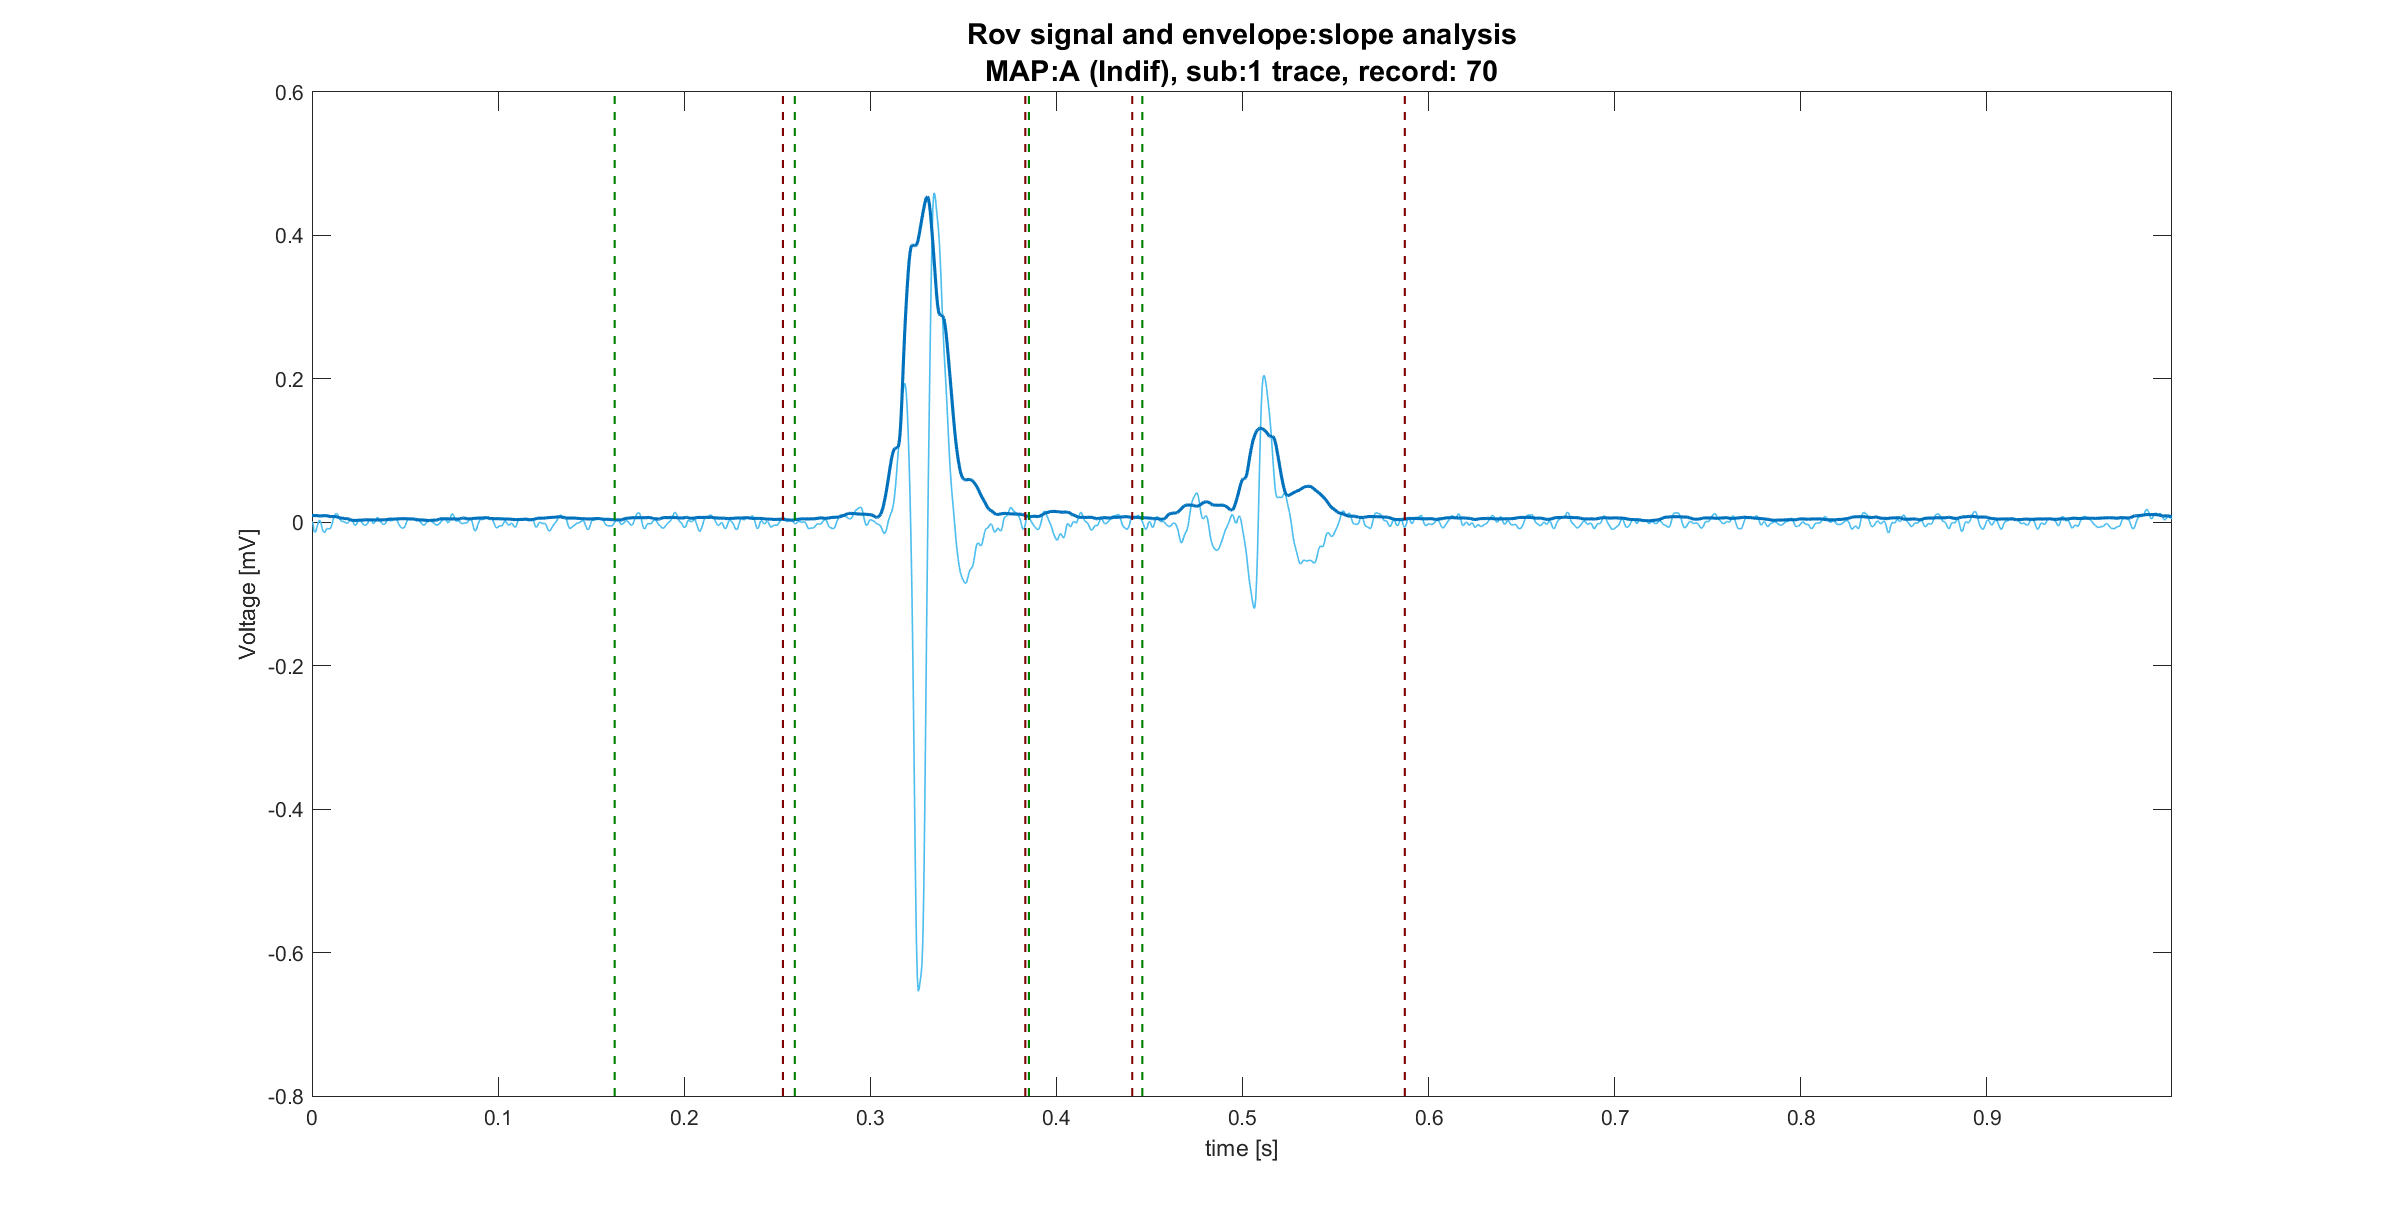 Rov signal and envelope:slope analysis
MAP:A (Indif), sub:1 trace, record: 70
0.6
0.4
0.2
0
-0.2
-0.4
-0.6
-0.8
Voltage [mV]
0 0.1 0.2 0.3 0.4 0.5 0.6 0.7 0.8 0.9
time [s]